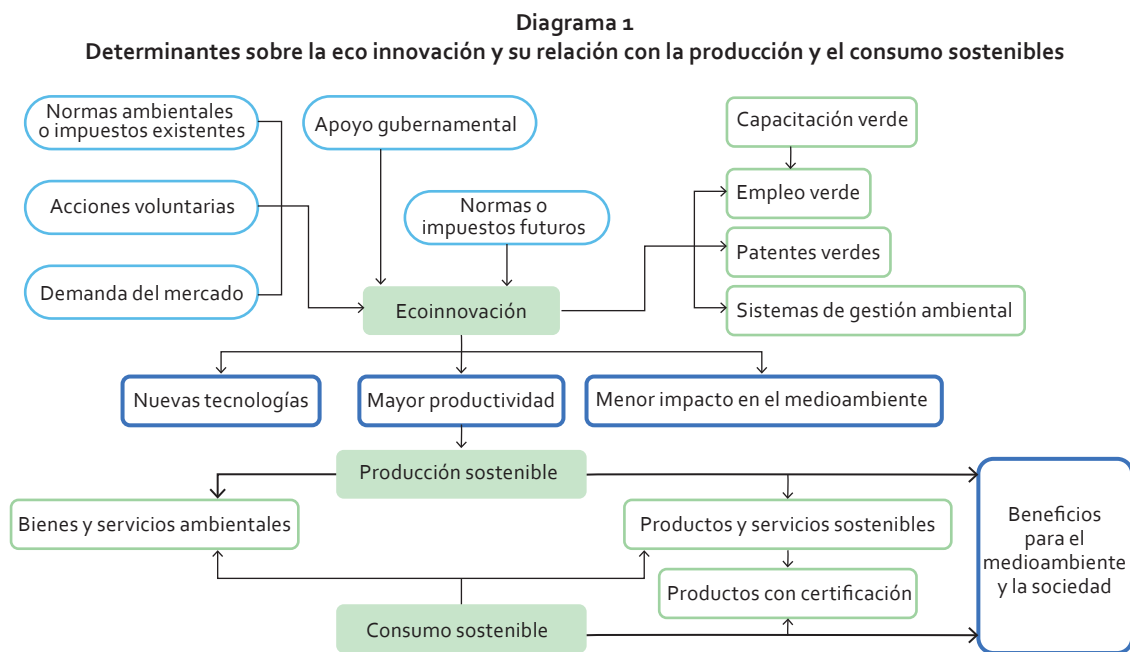 Diagrama 1
Determinantes sobre la eco innovación y su relación con la producción y el consumo sostenibles
Normas ambientales
o impuestos existentes
Apoyo gubernamental
Capacitación verde
Acciones voluntarias
Normas o
impuestos futuros
Empleo verde
Patentes verdes
Demanda del mercado
Ecoinnovación
Sistemas de gestión ambiental
Nuevas tecnologías
Mayor productividad
Menor impacto en el medioambiente
Producción sostenible
Bienes y servicios ambientales
Productos y servicios sostenibles
Beneficios
para el
medioambiente
y la sociedad
Productos con certificación
Consumo sostenible